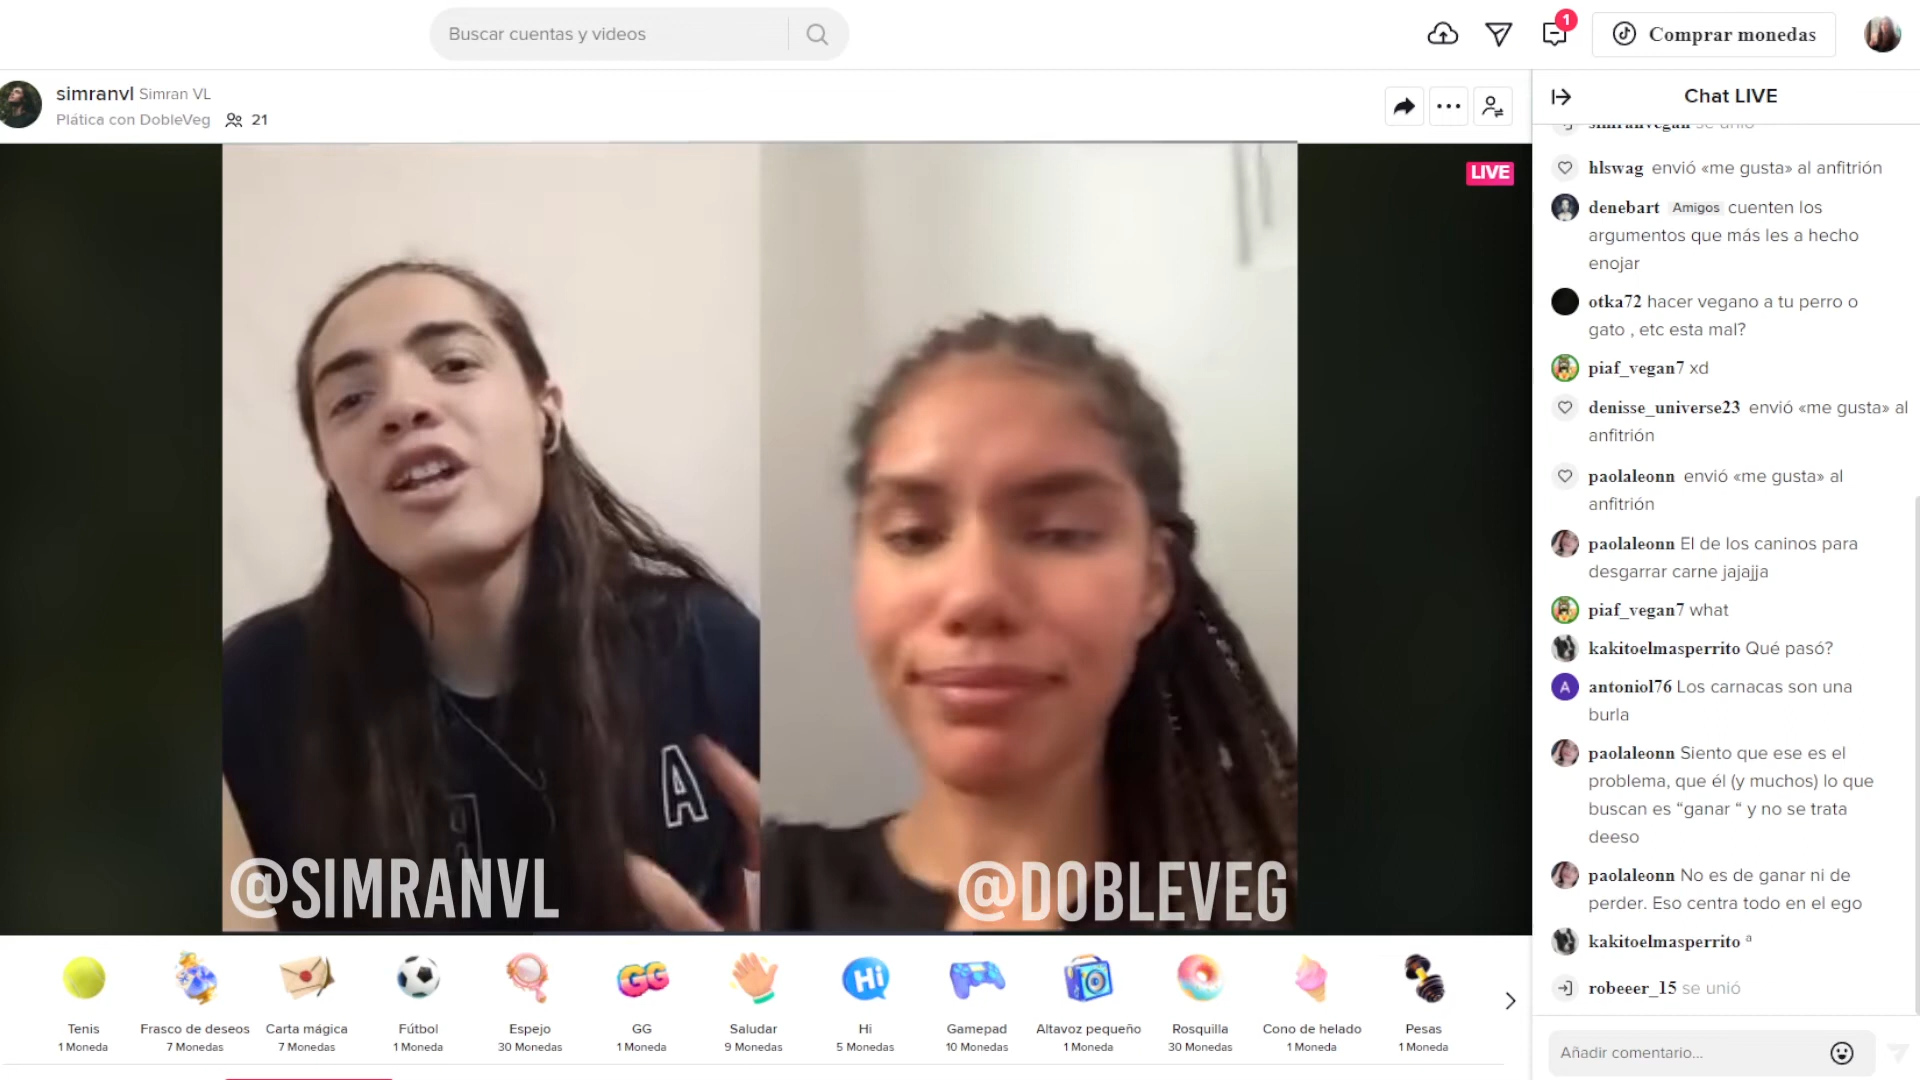 Buscar cuentas y videos
1
Comprar monedas
simranvl Simran VL
Plática con DobleVeg 21
LIVE
A
@SIMRANVL
@DOBLEVEG
Tenis
1 Moneda
Frasco de deseos
7 Monedas
Carta mágica
7 Monedas
Fútbol
1 Moneda
Espejo
30 Monedas
GG
GG
1 Moneda
Saludar
9 Monedas
Hi
Hi
5 Monedas
Gamepad
10 Monedas
Altavoz pequeño
1 Moneda
Rosquilla
30 Monedas
Cono de helado
1 Moneda
Pesas
1 Moneda
Chat LIVE
simranvegan se unió
hlswag envió «me gusta» al anfitrión
denebart Amigos cuenten los
argumentos que más les a hecho
enojar
otka72 hacer vegano a tu perro o
gato , etc esta mal?
piaf_vegan7 xd
denisse_universe23 envió «me gusta» al
anfitrión
paolaleonn envió «me gusta» al
anfitrión
paolaleonn El de los caninos para
desgarrar carne jajajja
piaf_vegan7 what
kakitoelmasperrito Qué pasó?
A
antoniol76 Los carnacas son una
burla
paolaleonn Siento que ese es el
problema, que él (y muchos) lo que
buscan es “ganar “ y no se trata
deeso
paolaleonn No es de ganar ni de
perder. Eso centra todo en el ego
kakitoelmasperrito ª
robeeer_15 se unió
Añadir comentario...